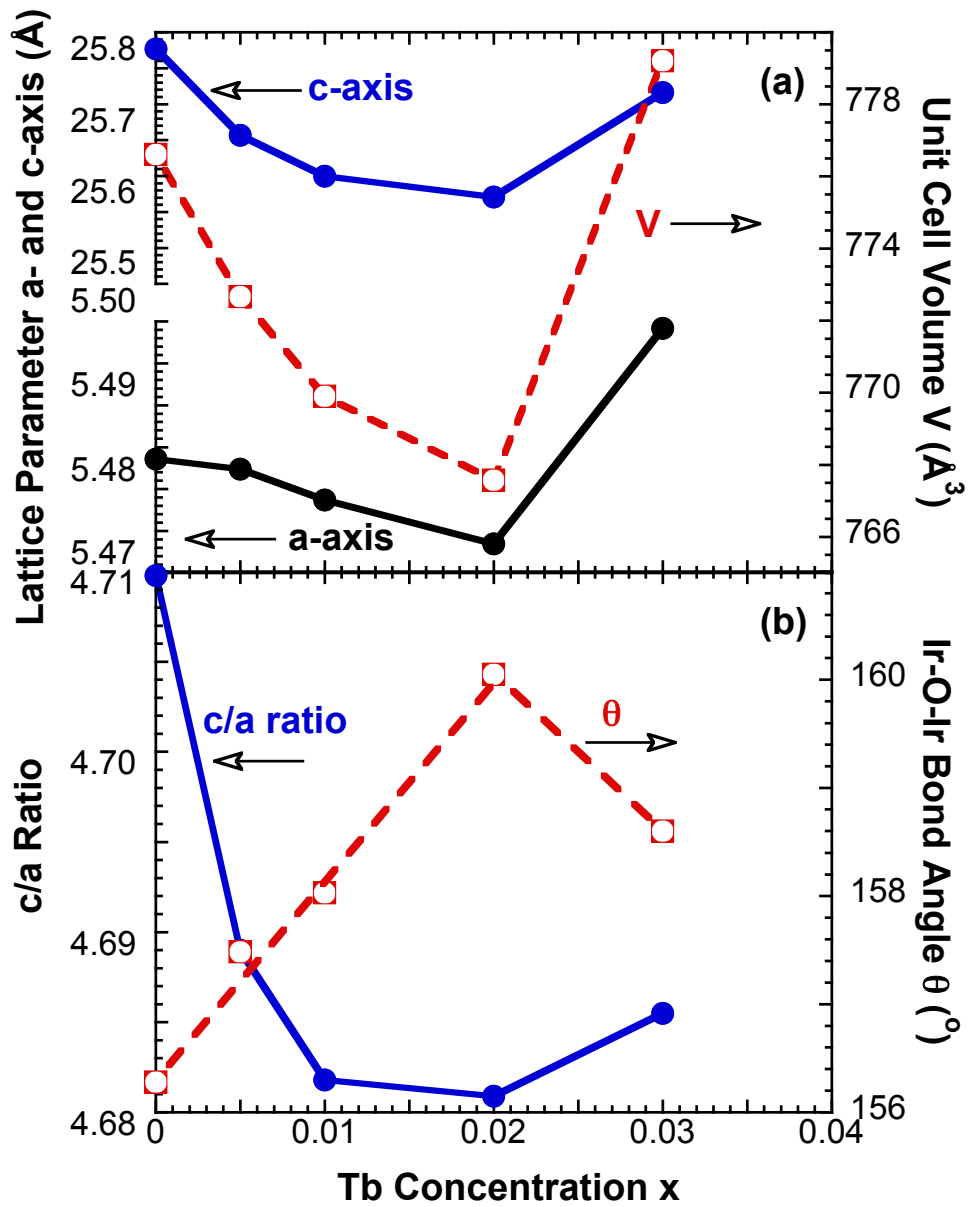 Lattice Parameter a- and c-axis (Å)
25.8
25.7
25.6
25.5
5.50
5.49
5.48
5.47
c-axis
(a)
V
a-axis
778
774
770
766
Unit Cell Volume V (Å³)
c/a Ratio
4.71
4.70
4.69
4.68
(b)
c/a ratio
θ
160
158
156
Ir-O-Ir Bond Angle θ (°)
0 0.01 0.02 0.03 0.04
Tb Concentration x